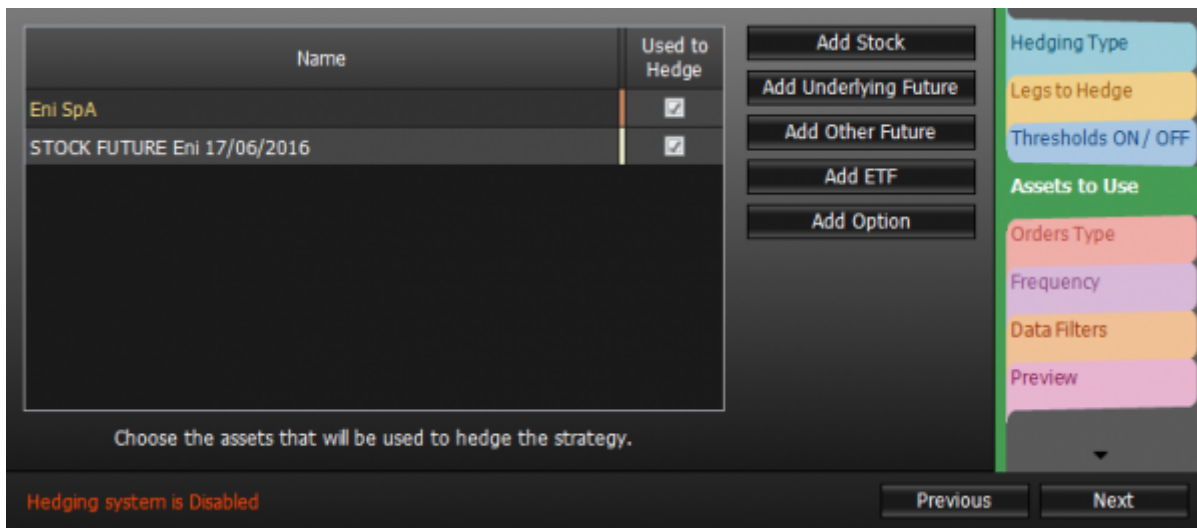 Name
Used to
Hedge
Eni SpA
STOCK FUTURE Eni 17/06/2016
Choose the assets that will be used to hedge the strategy.
Add Stock
Add Underlying Future
Add Other Future
Add ETF
Add Option
Hedging Type
Legs to Hedge
Thresholds ON / OFF
Assets to Use
Orders Type
Frequency
Data Filters
Preview
Hedging system is Disabled
Previous
Next